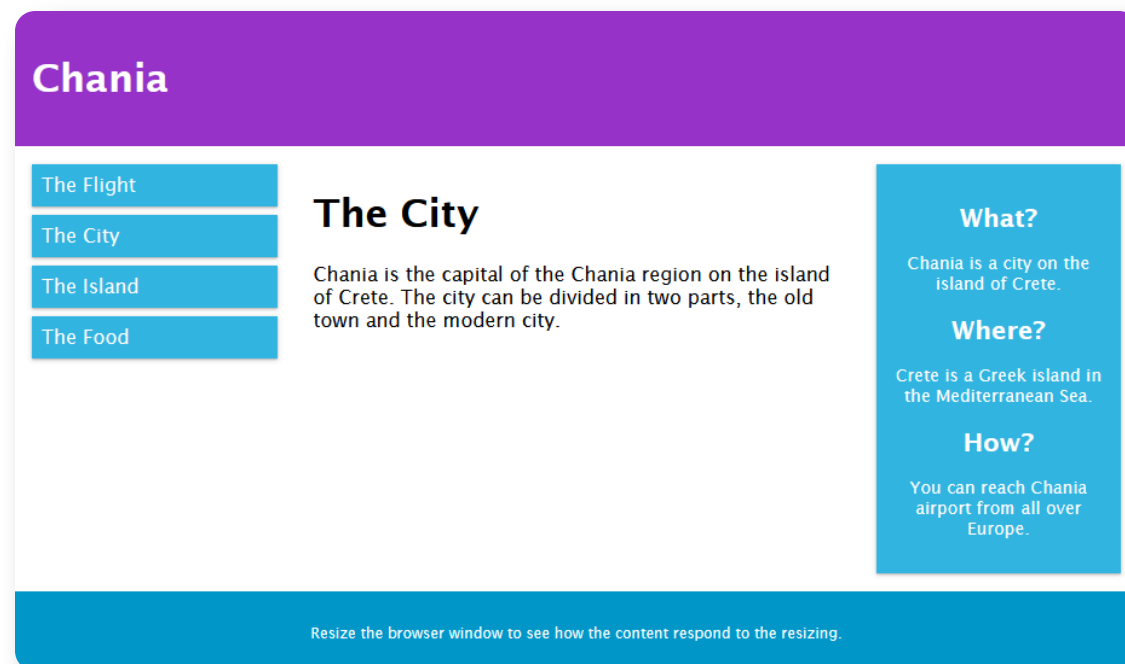 Chania
The Flight
The City
The Island
The Food
The City
Chania is the capital of the Chania region on the island
of Crete. The city can be divided in two parts, the old
town and the modern city.
What?
Chania is a city on the
island of Crete.
Where?
Crete is a Greek island in
the Mediterranean Sea.
How?
You can reach Chania
airport from all over
Europe.
Resize the browser window to see how the content respond to the resizing.